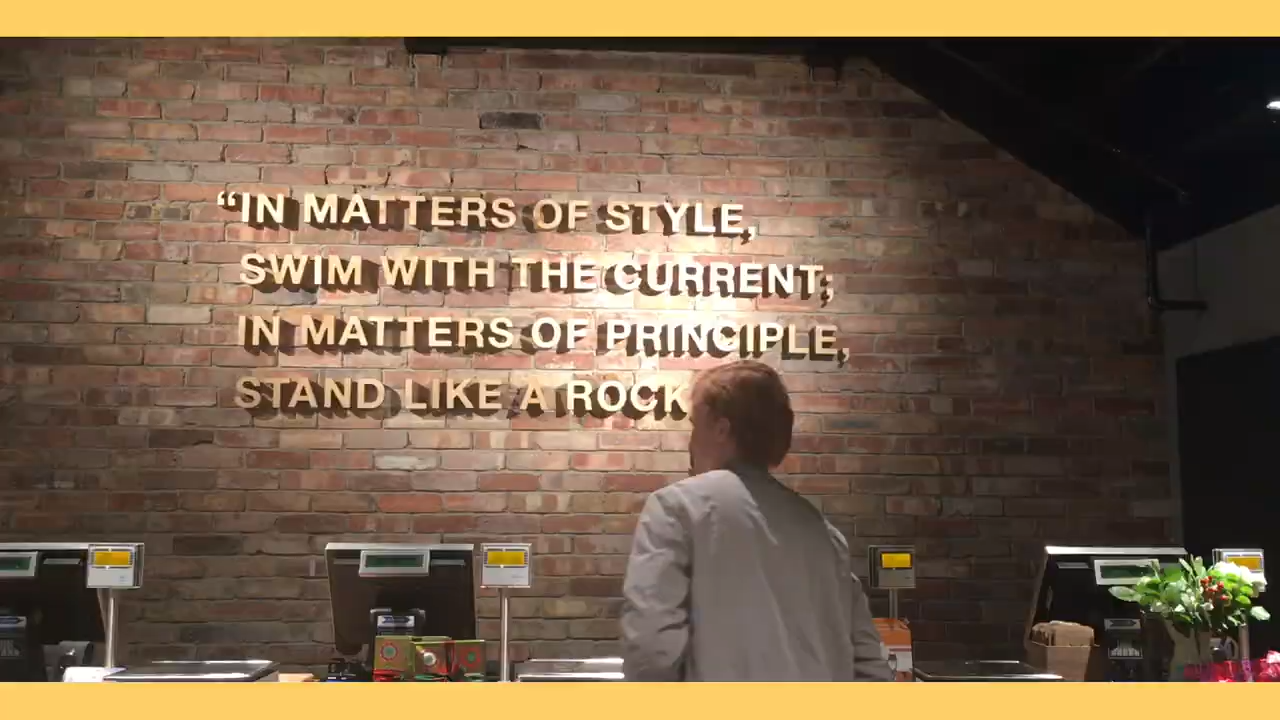 “IN MATTERS OF STYLE,
SWIM WITH THE CURRENT;
IN MATTERS OF PRINCIPLE,
STAND LIKE A ROCK